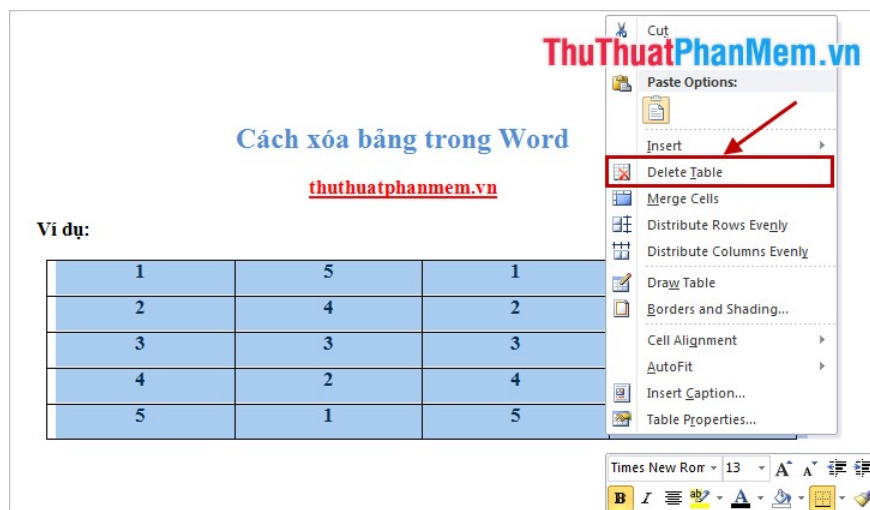 Cut
ThuThuatPhanMem.vn
Paste Options:
Cách xóa bảng trong Word
Insert
Delete Table
thuthuatphanmem.vn
Merge Cells
Ví dụ:
Distribute Rows Evenly
Distribute Columns Evenly
1 5 1
Draw Table
2 4 2
Borders and Shading...
3 3 3
Cell Alignment
AutoFit
4 2 4
Insert Caption...
5 1 5
Table Properties...
Times New Rom 13 A A
B I ab A